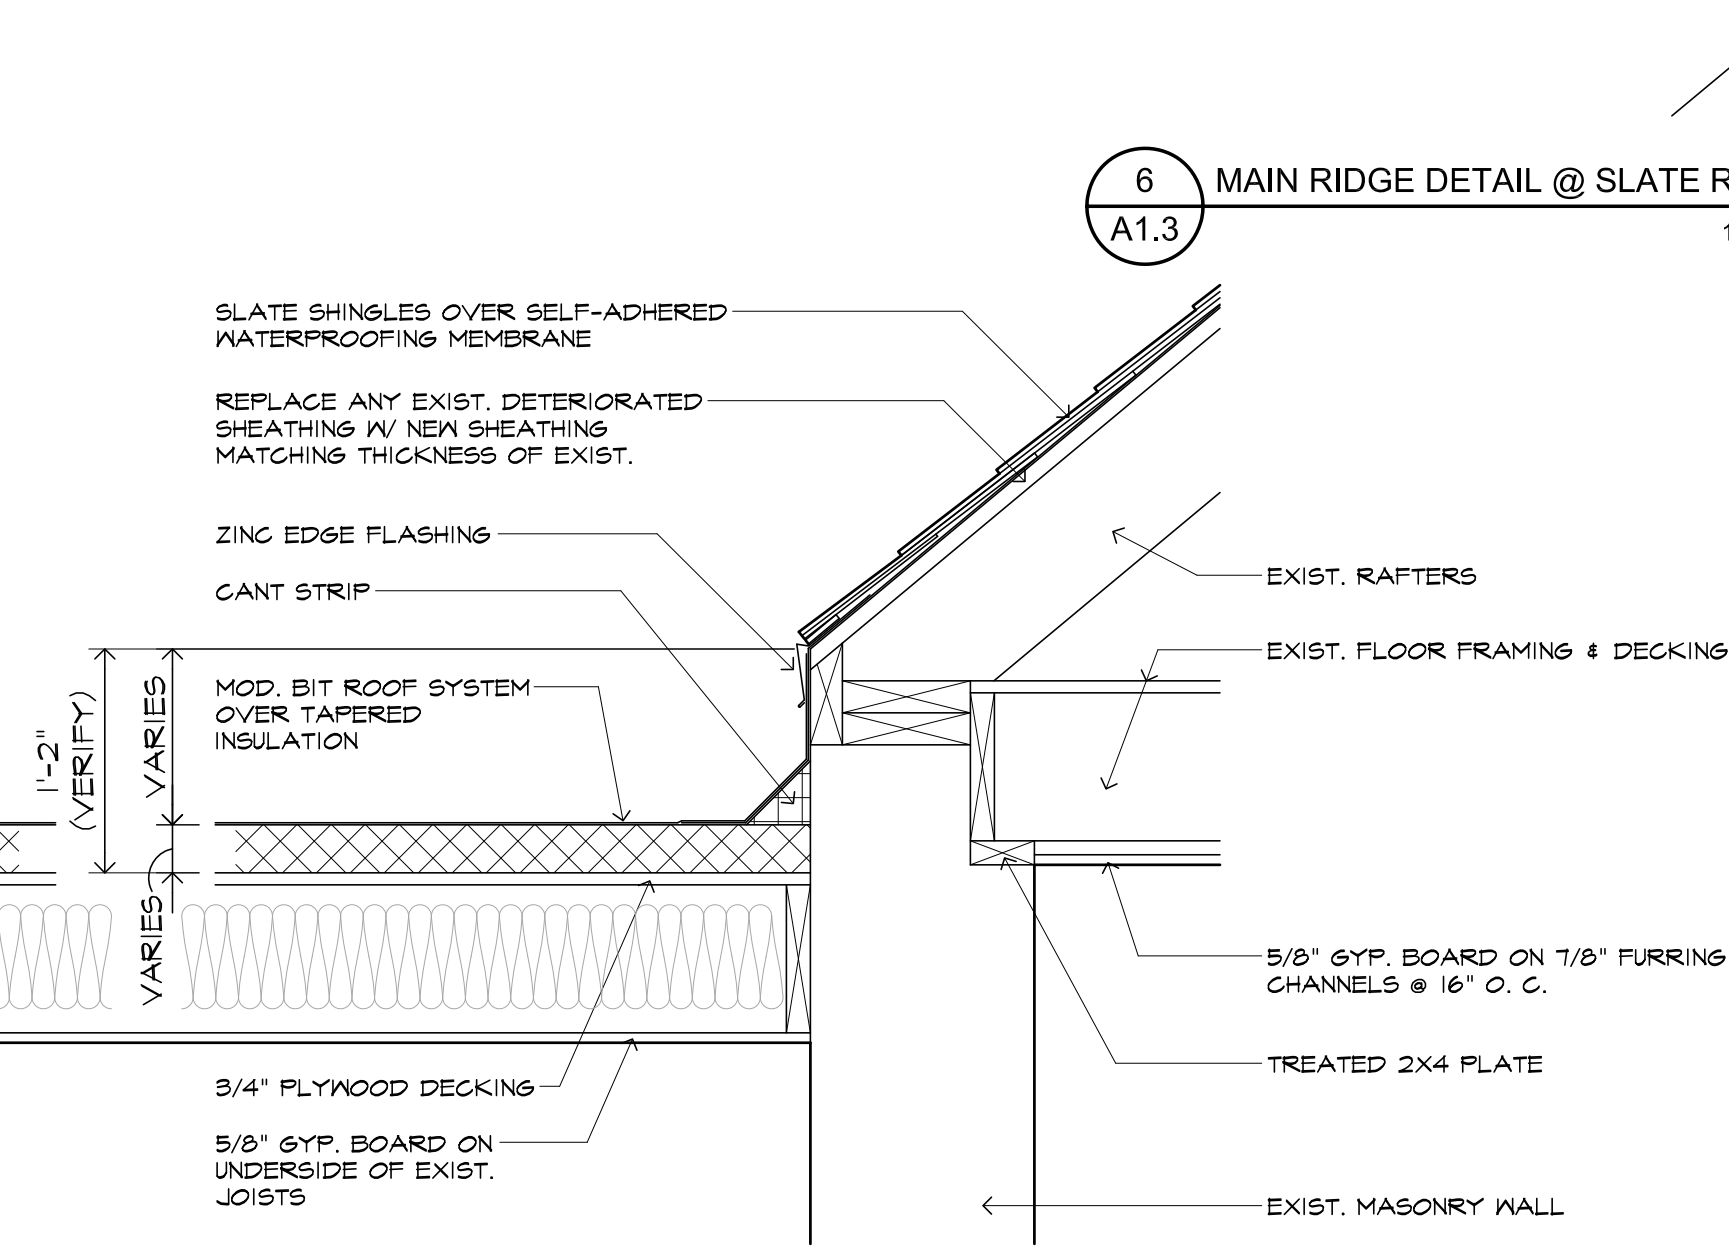 6
MAIN RIDGE DETAIL @ SLATE R
A1.3
1
SLATE SHINGLES OVER SELF-ADHERED
WATERPROOFING MEMBRANE
REPLACE ANY EXIST. DETERIORATED
SHEATHING W/ NEW SHEATHING
MATCHING THICKNESS OF EXIST.
ZINC EDGE FLASHING
CANT STRIP
MOD. BIT ROOF SYSTEM
OVER TAPERED
INSULATION
1'-2"
(VERIFY)
VARIES
VARIES
3/4" PLYWOOD DECKING
5/8" GYP. BOARD ON
UNDERSIDE OF EXIST.
JOISTS
EXIST. RAFTERS
EXIST. FLOOR FRAMING & DECKING
5/8" GYP. BOARD ON 7/8" FURRING
CHANNELS @ 16" O. C.
TREATED 2X4 PLATE
EXIST. MASONRY WALL